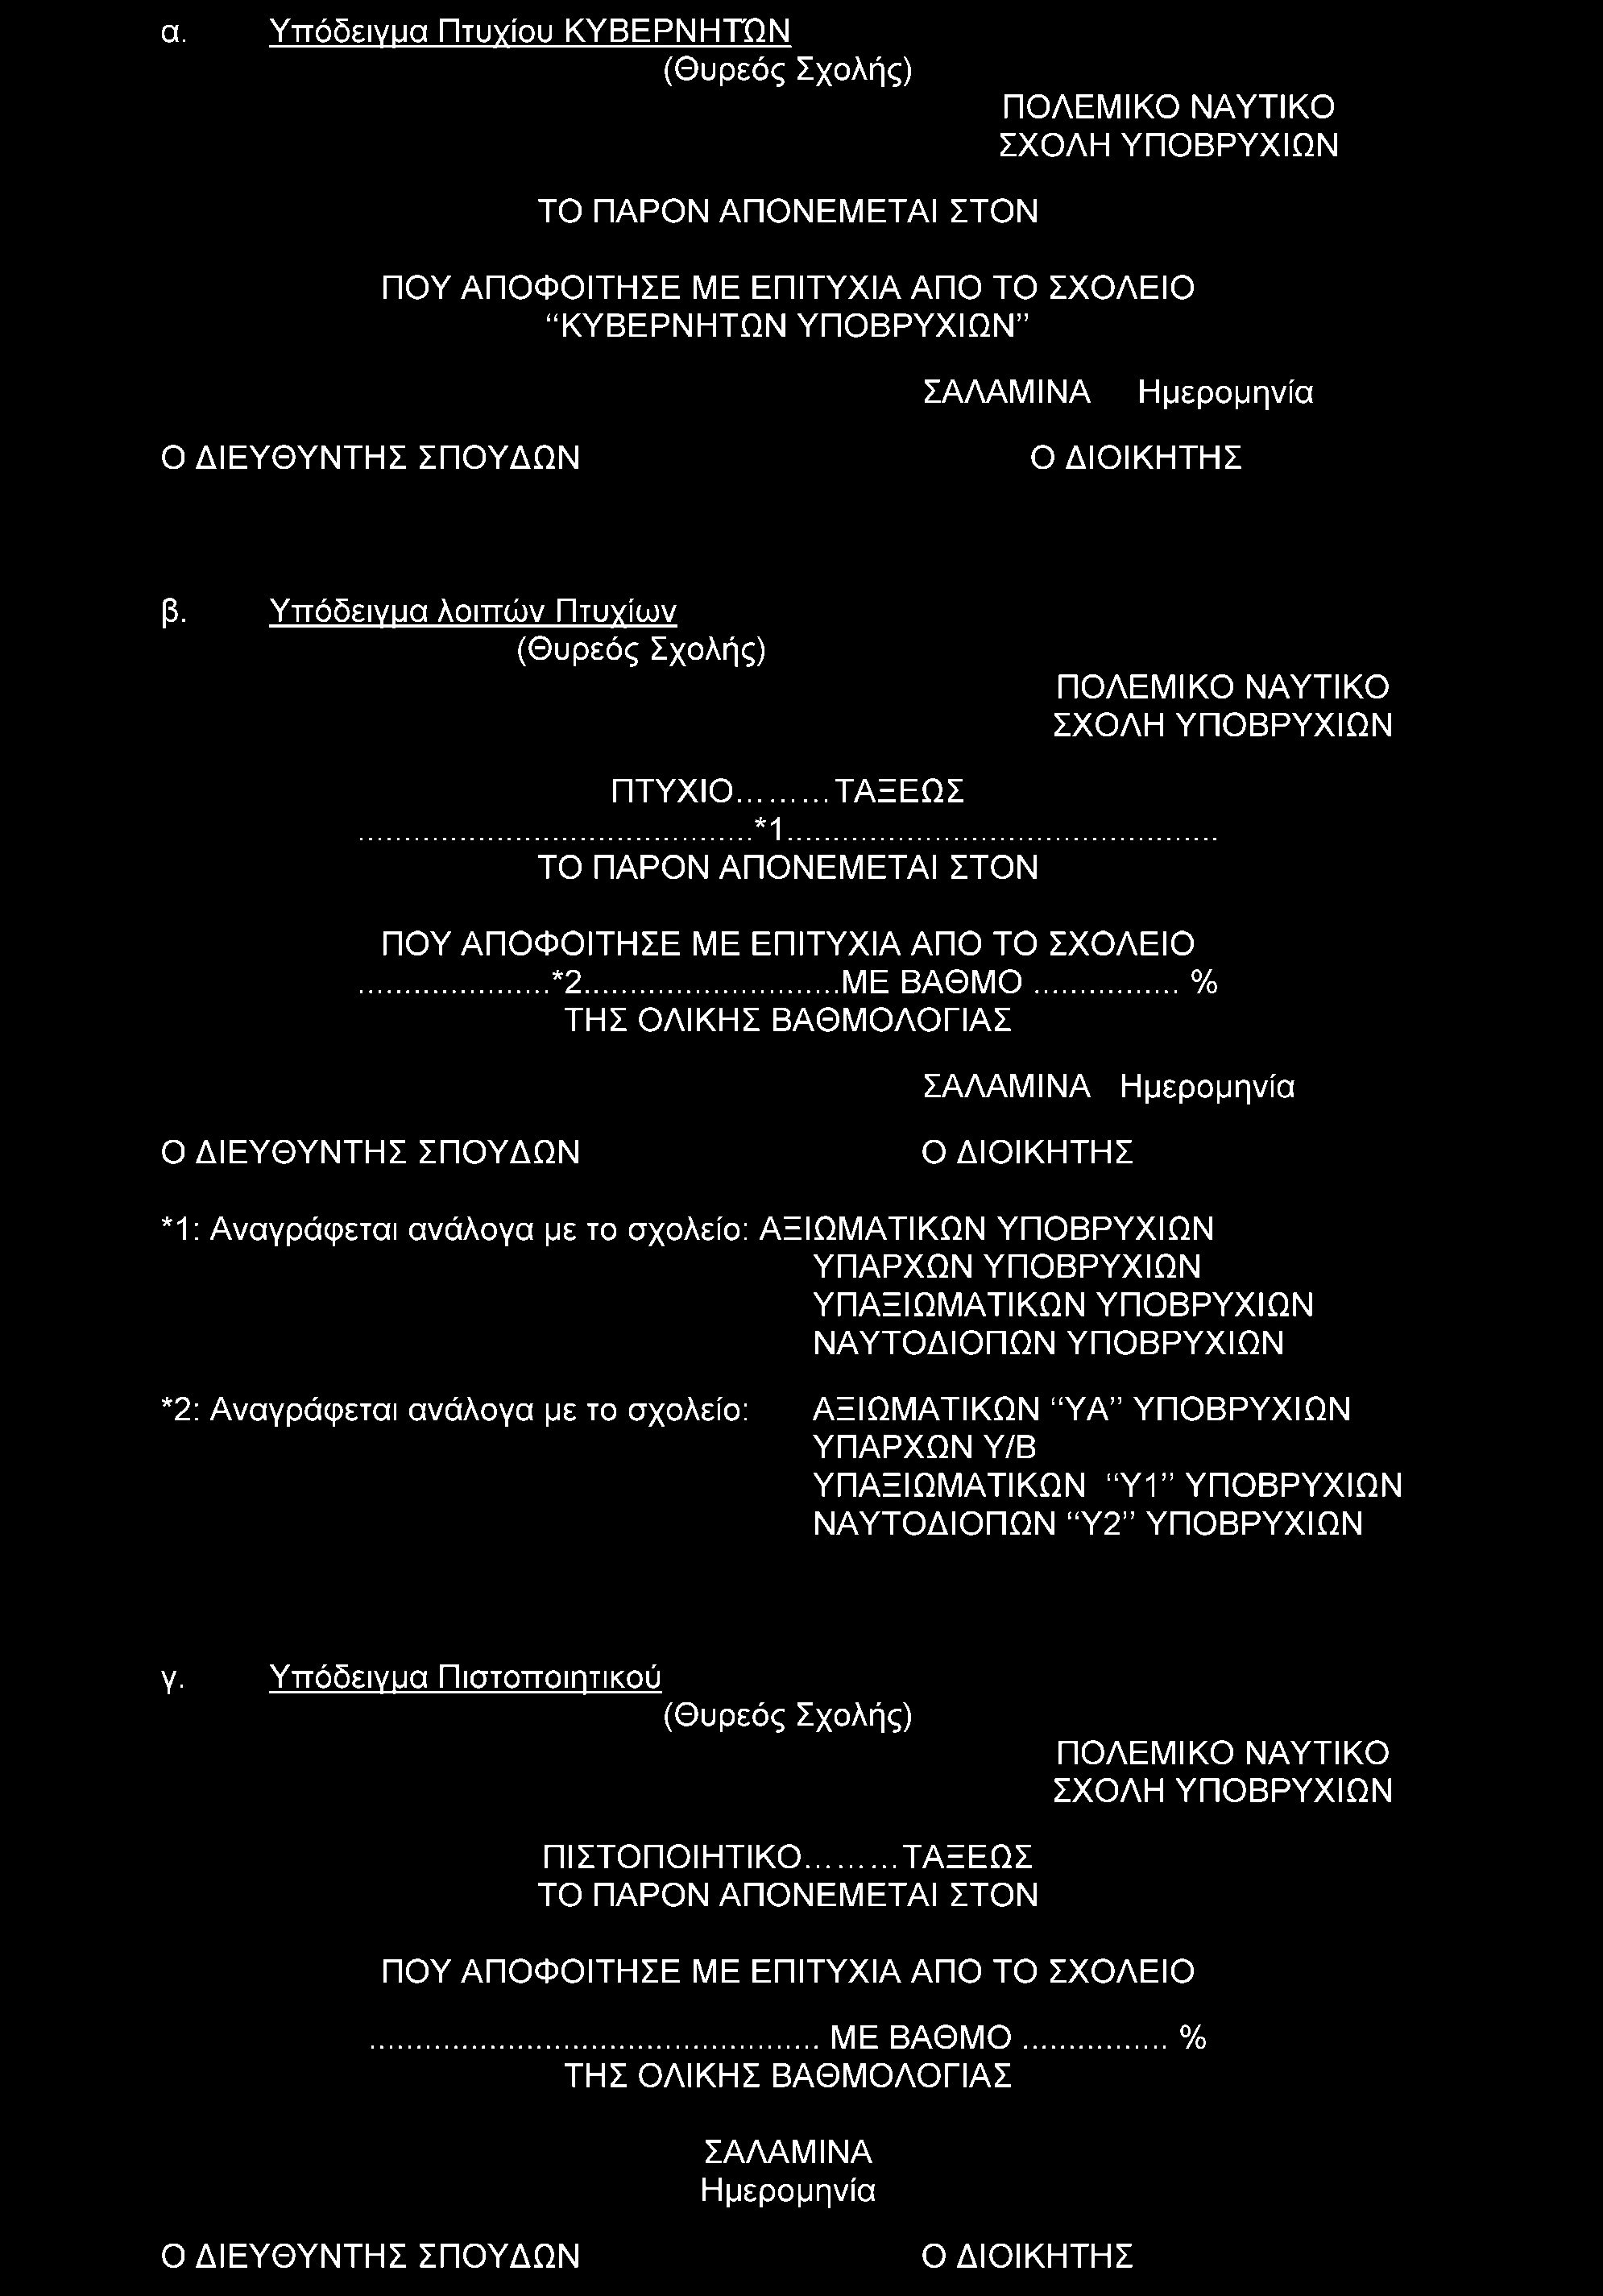 α. Υπόδειγμα Πτυχίου ΚΥΒΕΡΝΗΤΏΝ
(Θυρεός Σχολής)
ΠΟΛΕΜΙΚΟ ΝΑΥΤΙΚΟ
ΣΧΟΛΗ ΥΠΟΒΡΥΧΙΩΝ
ΤΟ ΠΑΡΟΝ ΑΠΟΝΕΜΕΤΑΙ ΣΤΟΝ
ΠΟΥ ΑΠΟΦΟΙΤΗΣΕ ΜΕ ΕΠΙΤΥΧΙΑ ΑΠΟ ΤΟ ΣΧΟΛΕΙΟ
“ΚΥΒΕΡΝΗΤΩΝ ΥΠΟΒΡΥΧΙΩΝ”
ΣΑΛΑΜΙΝΑ Ημερομηνία
Ο ΔΙΕΥΘΥΝΤΗΣ ΣΠΟΥΔΩΝ Ο ΔΙΟΙΚΗΤΗΣ
β. Υπόδειγμα λοιπών Πτυχίων
(Θυρεός Σχολής)
ΠΟΛΕΜΙΚΟ ΝΑΥΤΙΚΟ
ΣΧΟΛΗ ΥΠΟΒΡΥΧΙΩΝ
ΠΤΥΧΙΟ.........ΤΑΞΕΩΣ
...................................*1.......................................
ΤΟ ΠΑΡΟΝ ΑΠΟΝΕΜΕΤΑΙ ΣΤΟΝ
ΠΟΥ ΑΠΟΦΟΙΤΗΣΕ ΜΕ ΕΠΙΤΥΧΙΑ ΑΠΟ ΤΟ ΣΧΟΛΕΙΟ
.................*2.......................ΜΕ ΒΑΘΜΟ ............. %
ΤΗΣ ΟΛΙΚΗΣ ΒΑΘΜΟΛΟΓΙΑΣ
ΣΑΛΑΜΙΝΑ Ημερομηνία
Ο ΔΙΕΥΘΥΝΤΗΣ ΣΠΟΥΔΩΝ Ο ΔΙΟΙΚΗΤΗΣ
*1: Αναγράφεται ανάλογα με το σχολείο: ΑΞΙΩΜΑΤΙΚΩΝ ΥΠΟΒΡΥΧΙΩΝ
ΥΠΑΡΧΩΝ ΥΠΟΒΡΥΧΙΩΝ
ΥΠΑΞΙΩΜΑΤΙΚΩΝ ΥΠΟΒΡΥΧΙΩΝ
ΝΑΥΤΟΔΙΟΠΩΝ ΥΠΟΒΡΥΧΙΩΝ
*2: Αναγράφεται ανάλογα με το σχολείο: ΑΞΙΩΜΑΤΙΚΩΝ “ΥΑ” ΥΠΟΒΡΥΧΙΩΝ
ΥΠΑΡΧΩΝ Υ/Β
ΥΠΑΞΙΩΜΑΤΙΚΩΝ “Υ1” ΥΠΟΒΡΥΧΙΩΝ
ΝΑΥΤΟΔΙΟΠΩΝ “Υ2” ΥΠΟΒΡΥΧΙΩΝ
γ. Υπόδειγμα Πιστοποιητικού
(Θυρεός Σχολής)
ΠΟΛΕΜΙΚΟ ΝΑΥΤΙΚΟ
ΣΧΟΛΗ ΥΠΟΒΡΥΧΙΩΝ
ΠΙΣΤΟΠΟΙΗΤΙΚΟ.........ΤΑΞΕΩΣ
ΤΟ ΠΑΡΟΝ ΑΠΟΝΕΜΕΤΑΙ ΣΤΟΝ
ΠΟΥ ΑΠΟΦΟΙΤΗΣΕ ΜΕ ΕΠΙΤΥΧΙΑ ΑΠΟ ΤΟ ΣΧΟΛΕΙΟ
........................................ ΜΕ ΒΑΘΜΟ ............. %
ΤΗΣ ΟΛΙΚΗΣ ΒΑΘΜΟΛΟΓΙΑΣ
ΣΑΛΑΜΙΝΑ
Ημερομηνία
Ο ΔΙΕΥΘΥΝΤΗΣ ΣΠΟΥΔΩΝ Ο ΔΙΟΙΚΗΤΗΣ